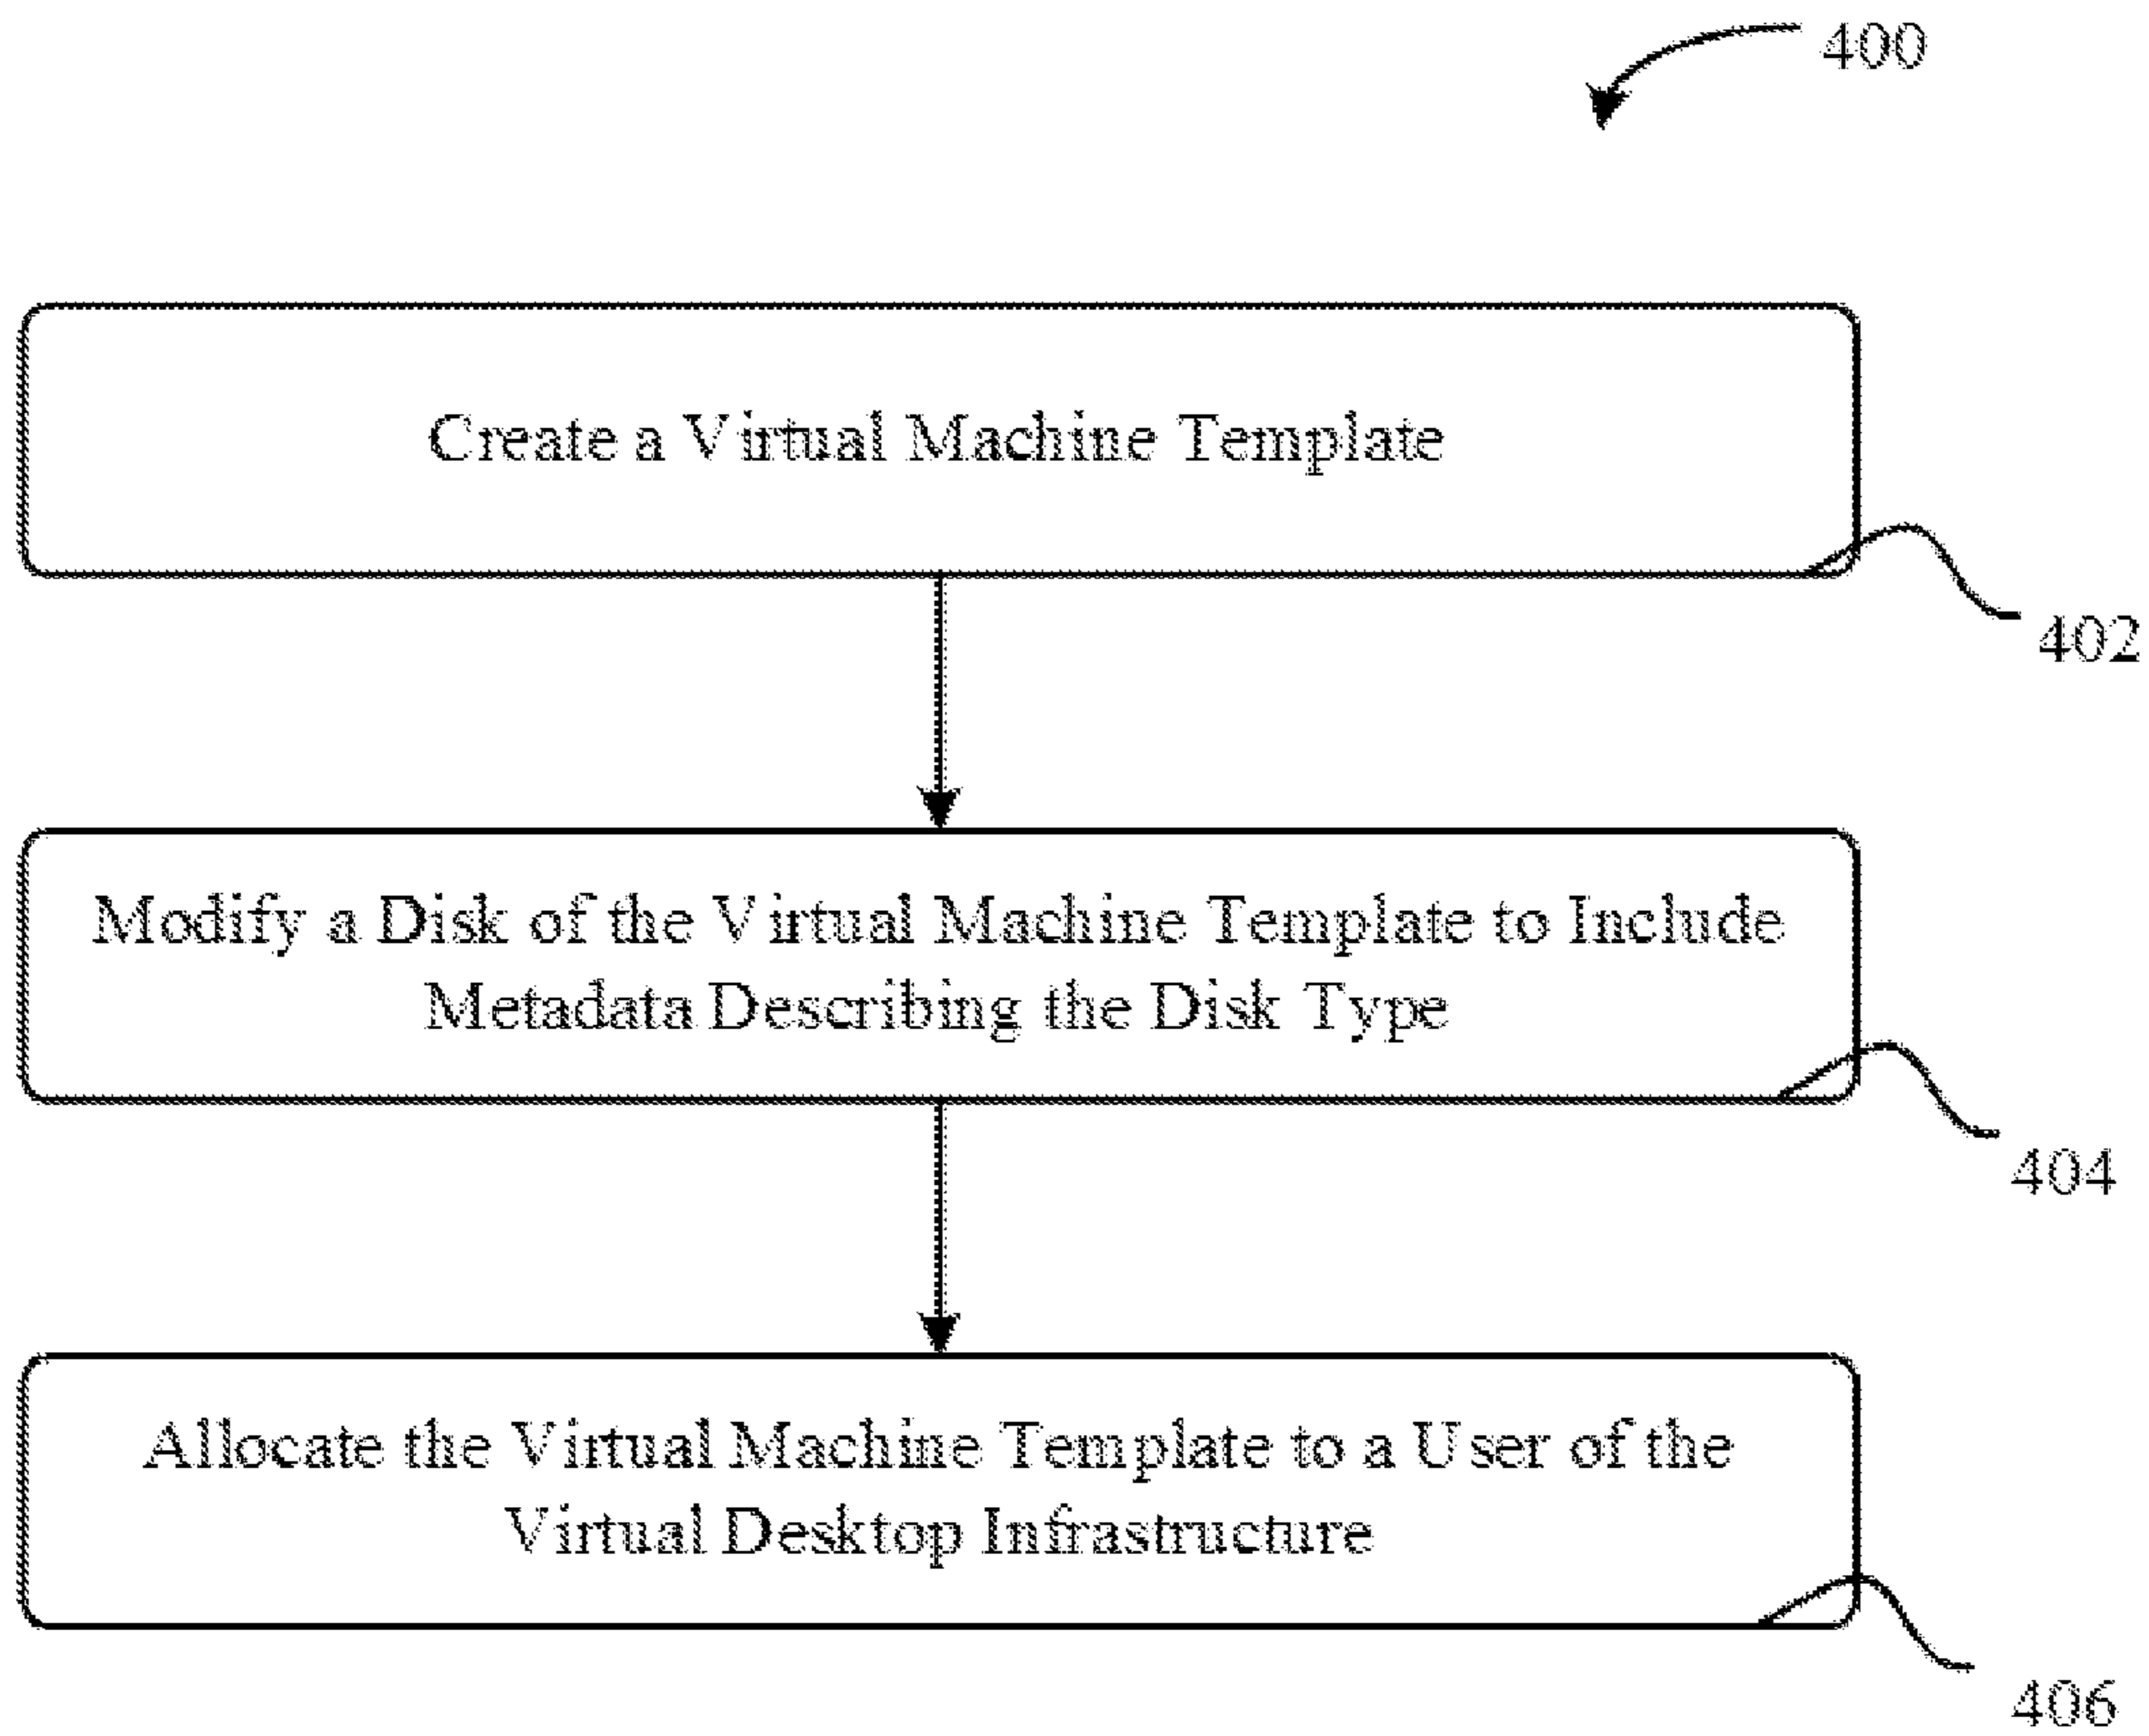 400
Create a Virtual Machine Template
402
Modify a Disk of the Virtual Machine Template to Include
Metadata Describing the Disk Type
404
Allocate the Virtual Machine Template to a User of the
Virtual Desktop Infrastructure
406